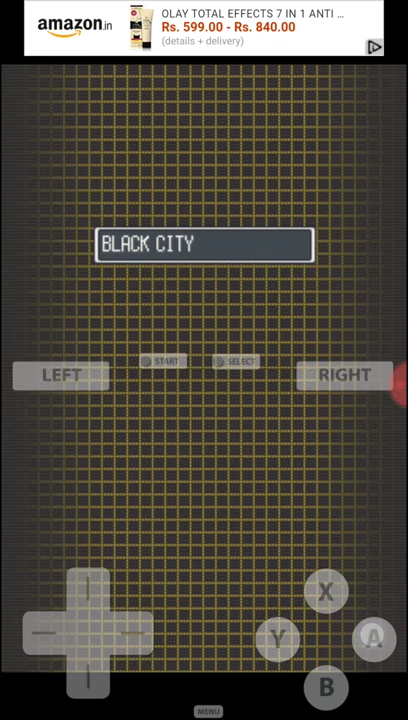 amazon.in
OLAY TOTAL EFFECTS 7 IN 1 ANTI ...
Rs. 599.00 - Rs. 840.00
(details + delivery)
BLACK CITY
START
SELECT
LEFT
RIGHT
X
Y
A
B
MENU